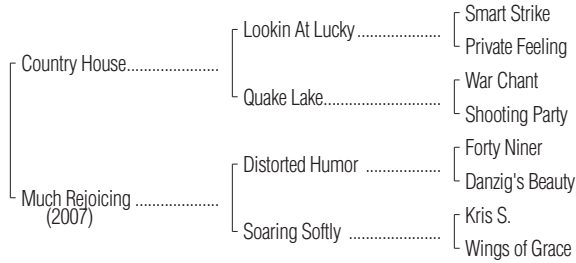 Smart Strike
Lookin At Lucky ...................
Private Feeling
Country House.....................
War Chant
Quake Lake...........................
Shooting Party
Forty Niner
Distorted Humor .................
Danzig's Beauty
Much Rejoicing ...................
(2007)
Kris S.
Soaring Softly .....................
Wings of Grace